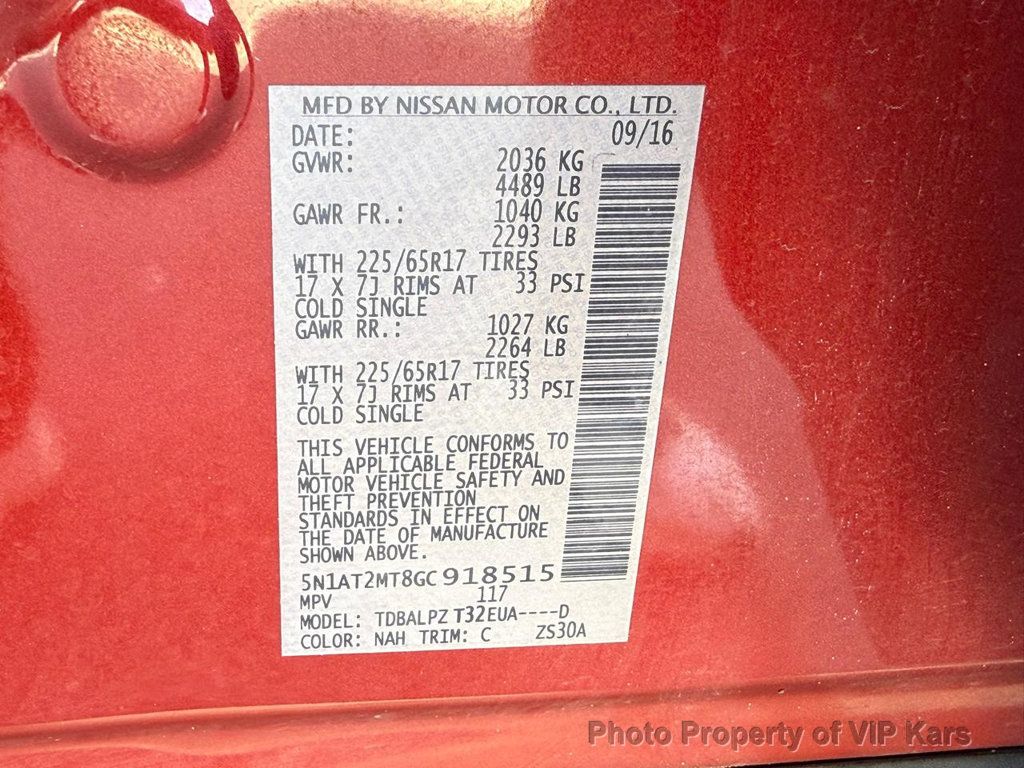 MFD BY NISSAN MOTOR CO., LTD.
DATE: 09/16
GVWR: 2036 KG
4489 LB
GAWR FR.: 1040 KG
2293 LB
WITH 225/65R17 TIRES
17 X 7J RIMS AT 33 PSI
COLD SINGLE
GAWR RR.: 1027 KG
2264 LB
WITH 225/65R17 TIRES
17 X 7J RIMS AT 33 PSI
COLD SINGLE
THIS VEHICLE CONFORMS TO
ALL APPLICABLE FEDERAL
MOTOR VEHICLE SAFETY AND
THEFT PREVENTION
STANDARDS IN EFFECT ON
THE DATE OF MANUFACTURE
SHOWN ABOVE.
5N1AT2MT8GC918515
MPV 117
MODEL: TDBALPZ T32EUA----D
COLOR: NAH TRIM: C ZS30A
Photo Property of VIP Kars